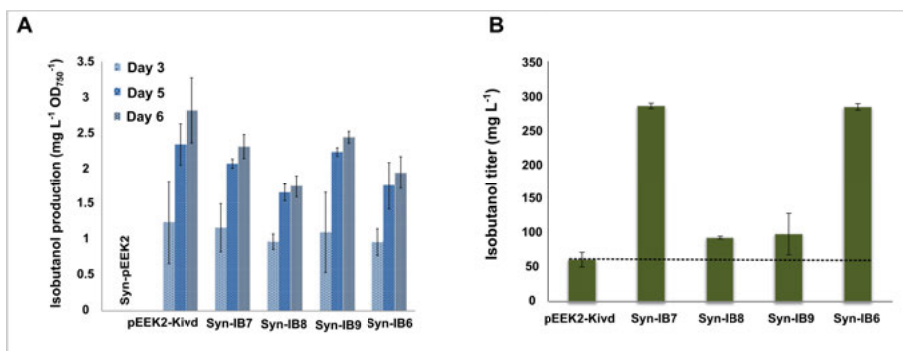 A
Isobutanol production (mg L⁻¹ OD₇₅₀⁻¹)
3.5
3
2.5
2
1.5
1
0.5
0
Day 3
Day 5
Day 6
Syn-pEEK2
pEEK2-Kivd
Syn-IB7
Syn-IB8
Syn-IB9
Syn-IB6
B
Isobutanol titer (mg L⁻¹)
350
300
250
200
150
100
50
0
pEEK2-Kivd
Syn-IB7
Syn-IB8
Syn-IB9
Syn-IB6